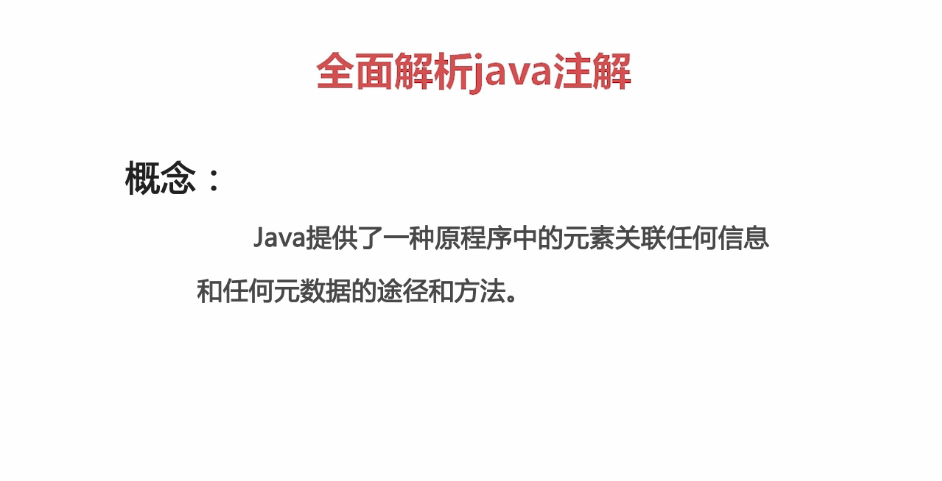 全面解析java注解
概念：
Java提供了一种原程序中的元素关联任何信息
和任何元数据的途径和方法。